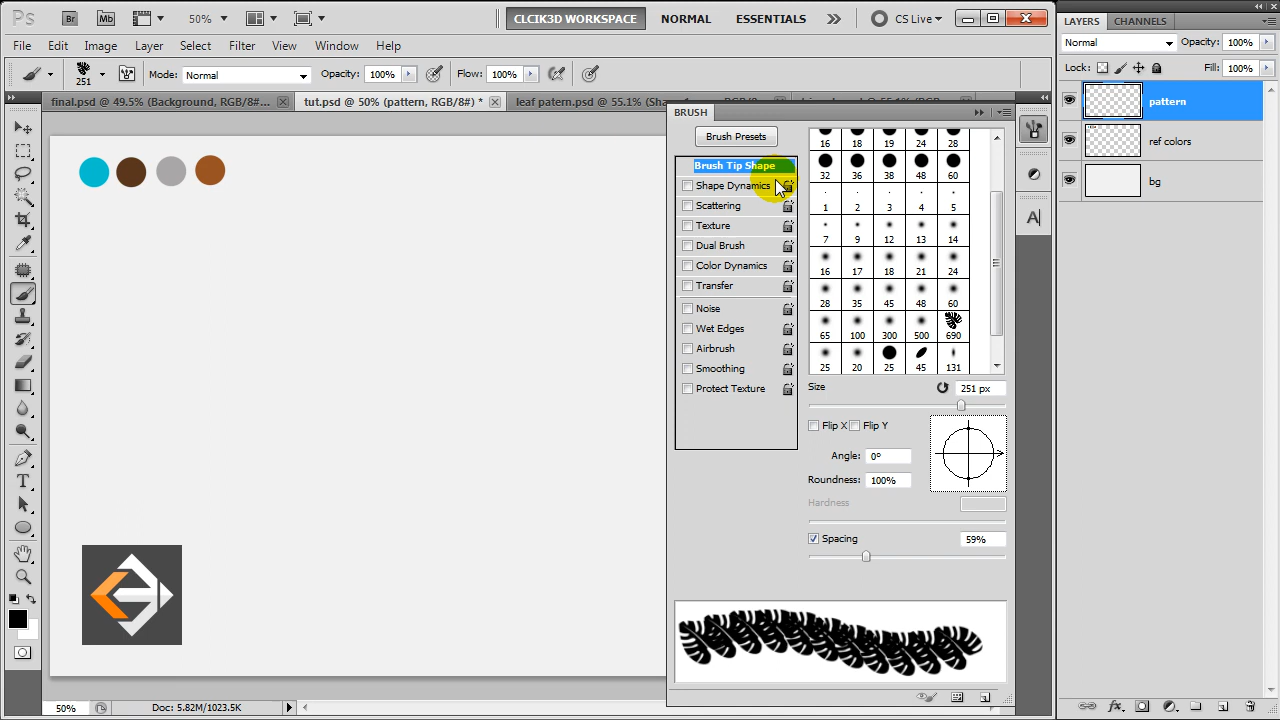 Ps Br Mb 50% CLCIK3D WORKSPACE NORMAL ESSENTIALS CS Live
File Edit Image Layer Select Filter View Window Help
251 Mode: Normal Opacity: 100% Flow: 100%
final.psd @ 49.5% (Background, RGB/8#... tut.psd @ 50% (pattern, RGB/8#) *
BRUSH
Brush Presets
Brush Tip Shape
Shape Dynamics
Scattering
Texture
Dual Brush
Color Dynamics
Transfer
Noise
Wet Edges
Airbrush
Smoothing
Protect Texture
16 18 19 24 28
32 36 38 48 60
1 2 3 4 5
7 9 12 13 14
16 17 18 21 24
28 35 45 48 60
65 100 300 500 690
25 20 25 45 131
Size 251 px
Flip X Flip Y
Angle: 0°
Roundness: 100%
Hardness
Spacing 59%
LAYERS CHANNELS
Normal Opacity: 100%
Lock: Fill: 100%
pattern
ref colors
bg
A
T
fx
50% Doc: 5.82M/1023.5K